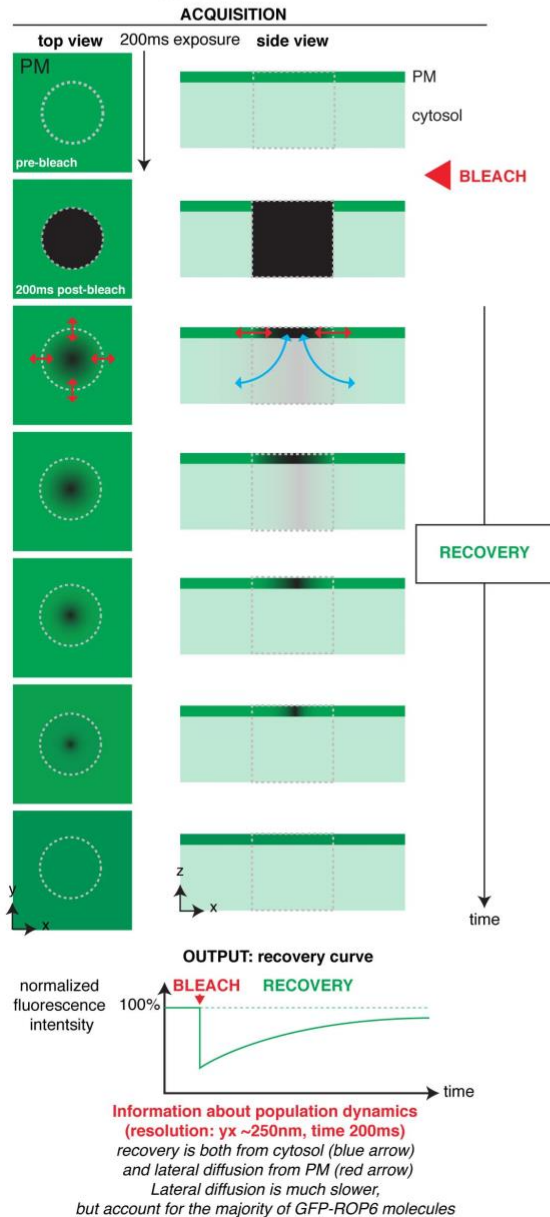 ACQUISITION
top view
200ms exposure
side view
PM
pre-bleach
PM
cytosol
BLEACH
200ms post-bleach
RECOVERY
y
x
z
x
time
OUTPUT: recovery curve
normalized
fluorescence
intentsity
100%
BLEACH
RECOVERY
time
Information about population dynamics
(resolution: yx ~250nm, time 200ms)
recovery is both from cytosol (blue arrow)
and lateral diffusion from PM (red arrow)
Lateral diffusion is much slower,
but account for the majority of GFP-ROP6 molecules